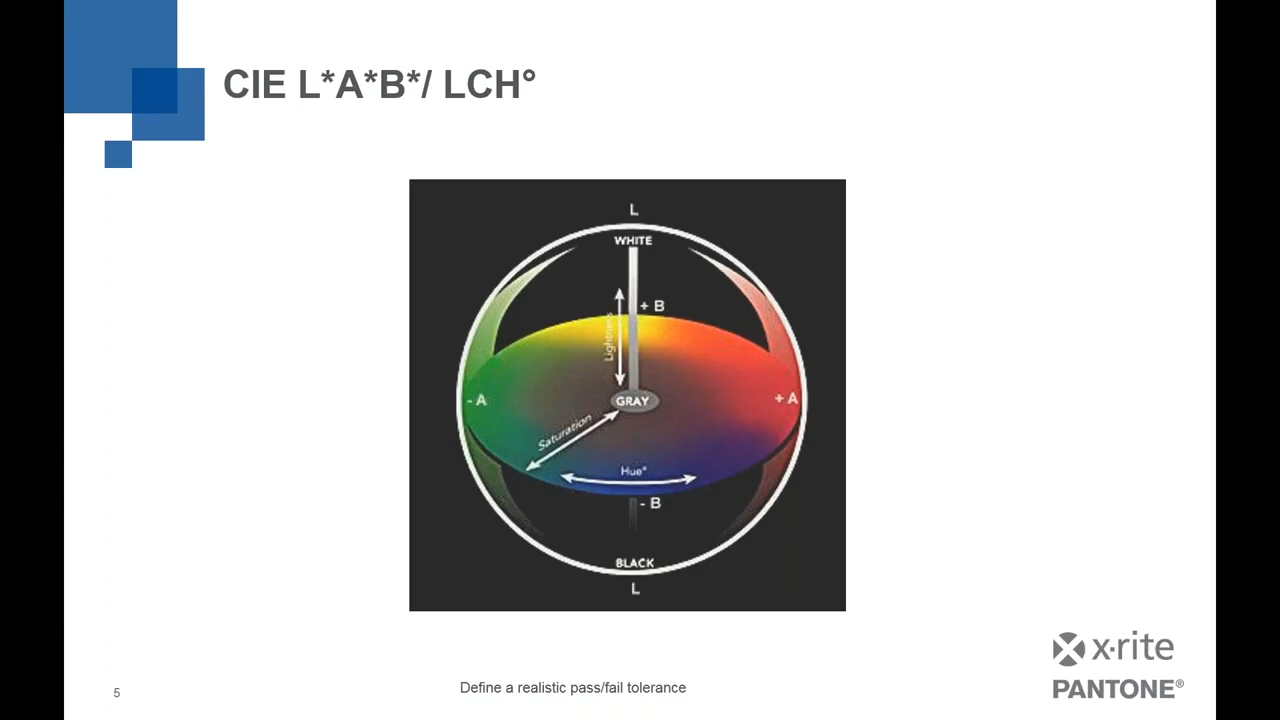 CIE L*A*B*/ LCH°
L
WHITE
+ B
Lightness
- A
GRAY
+ A
Saturation
Hue°
- B
BLACK
L
x·rite
PANTONE®
5
Define a realistic pass/fail tolerance